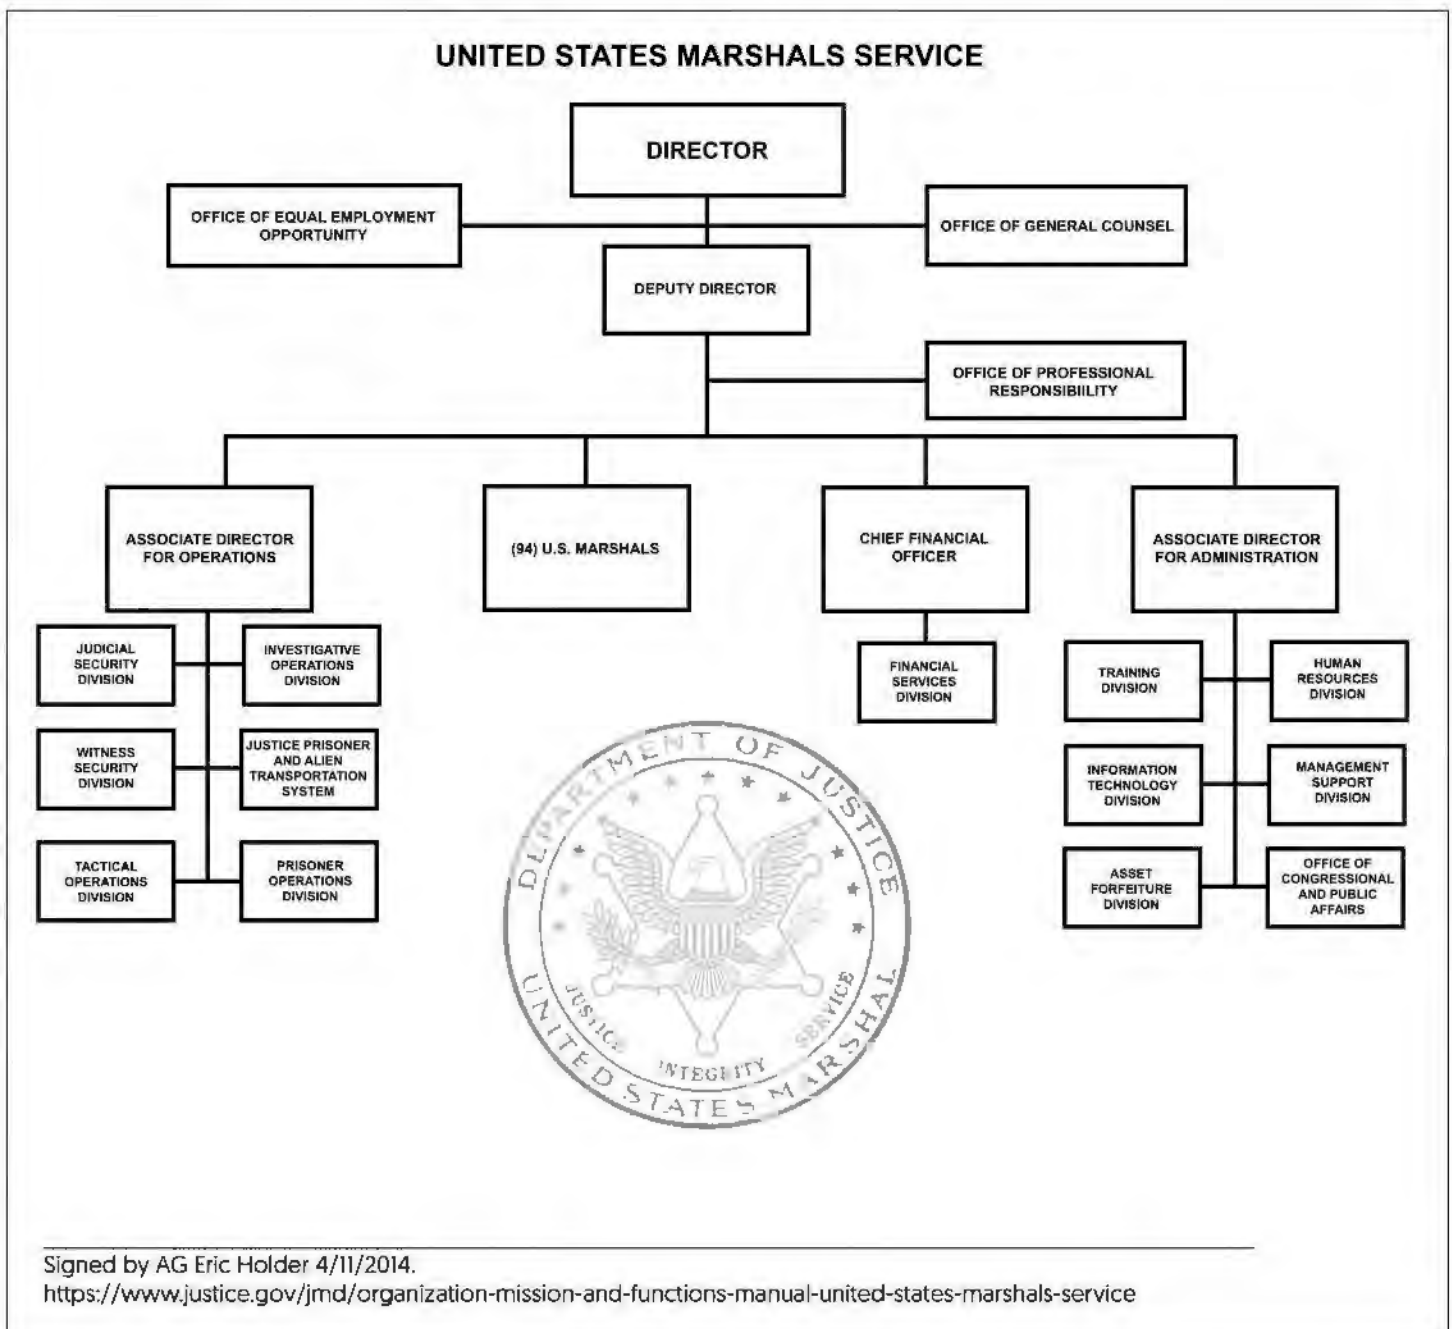 UNITED STATES MARSHALS SERVICE
DIRECTOR
OFFICE OF EQUAL EMPLOYMENT
OPPORTUNITY
OFFICE OF GENERAL COUNSEL
DEPUTY DIRECTOR
OFFICE OF PROFESSIONAL
RESPONSIBIILITY
ASSOCIATE DIRECTOR
FOR OPERATIONS
(94) U.S. MARSHALS
CHIEF FINANCIAL
OFFICER
ASSOCIATE DIRECTOR
FOR ADMINISTRATION
JUDICIAL
SECURITY
DIVISION
INVESTIGATIVE
OPERATIONS
DIVISION
FINANCIAL
SERVICES
DIVISION
TRAINING
DIVISION
HUMAN
RESOURCES
DIVISION
WITNESS
SECURITY
DIVISION
JUSTICE PRISONER
AND ALIEN
TRANSPORTATION
SYSTEM
INFORMATION
TECHNOLOGY
DIVISION
MANAGEMENT
SUPPORT
DIVISION
TACTICAL
OPERATIONS
DIVISION
PRISONER
OPERATIONS
DIVISION
ASSET
FORFEITURE
DIVISION
OFFICE OF
CONGRESSIONAL
AND PUBLIC
AFFAIRS
DEPARTMENT OF JUSTICE
UNITED STATES MARSHAL
JUSTICE INTEGRITY SERVICE
Signed by AG Eric Holder 4/11/2014.
https://www.justice.gov/jmd/organization-mission-and-functions-manual-united-states-marshals-service